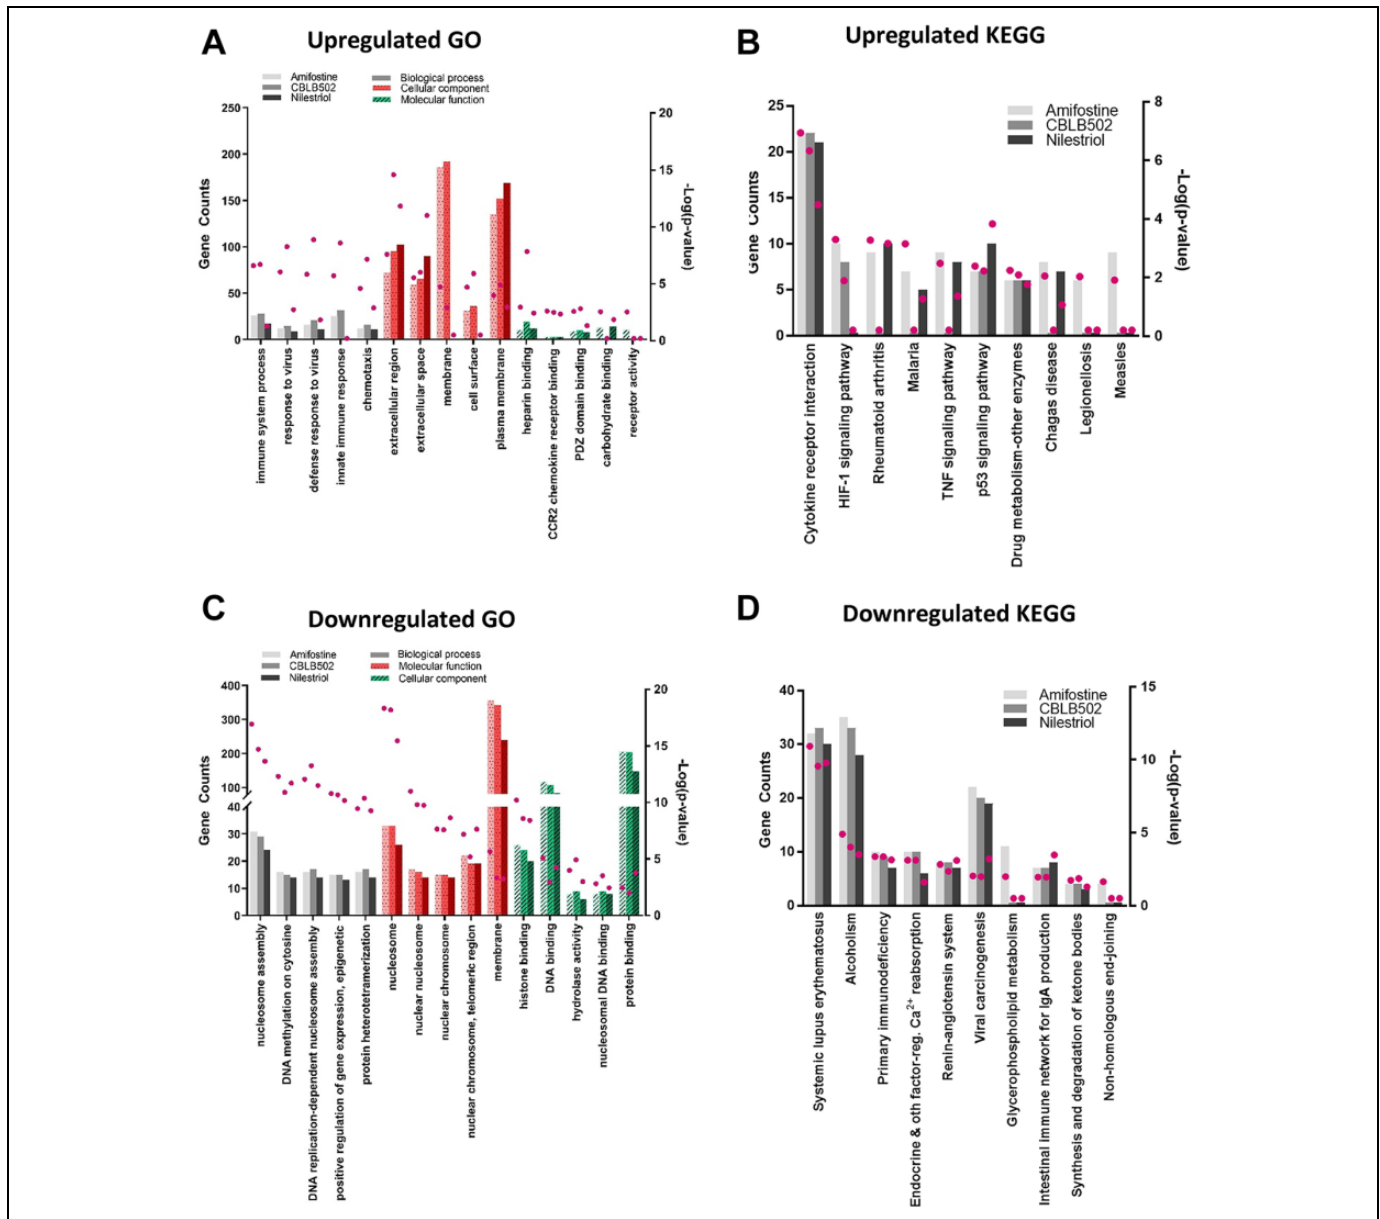 A
Upregulated GO
Amifostine
CBLB502
Nilestriol
Biological process
Cellular component
Molecular function
250
200
150
100
50
0
Gene Counts
20
15
10
5
0
-Log(p-value)
immune system process
response to virus
defense response to virus
innate immune response
chemotaxis
extracellular region
extracellular space
membrane
cell surface
plasma membrane
heparin binding
CCR2 chemokine receptor binding
PDZ domain binding
carbohydrate binding
receptor activity
B
Upregulated KEGG
Amifostine
CBLB502
Nilestriol
25
20
15
10
5
0
Gene Counts
8
6
4
2
0
-Log(p-value)
Cytokine receptor interaction
HIF-1 signaling pathway
Rheumatoid arthritis
Malaria
TNF signaling pathway
p53 signaling pathway
Drug metabolism-other enzymes
Chagas disease
Legionellosis
Measles
C
Downregulated GO
Amifostine
CBLB502
Nilestriol
Biological process
Molecular function
Cellular component
400
300
200
100
40
30
20
10
0
Gene Counts
20
15
10
5
0
-Log(p-value)
nucleosome assembly
DNA methylation on cytosine
DNA replication-dependent nucleosome assembly
positive regulation of gene expression, epigenetic
protein heterotetramerization
nucleosome
nuclear nucleosome
nuclear chromosome
nuclear chromosome, telomeric region
membrane
histone binding
DNA binding
hydrolase activity
nucleosomal DNA binding
protein binding
D
Downregulated KEGG
Amifostine
CBLB502
Nilestriol
40
30
20
10
0
Gene Counts
15
10
5
0
-Log(p-value)
Systemic lupus erythematosus
Alcoholism
Primary immunodeficiency
Endocrine & oth factor-reg. Ca2+ reabsorption
Renin-angiotensin system
Viral carcinogenesis
Glycerophospholipid metabolism
Intestinal immune network for IgA production
Synthesis and degradation of ketone bodies
Non-homologous end-joining